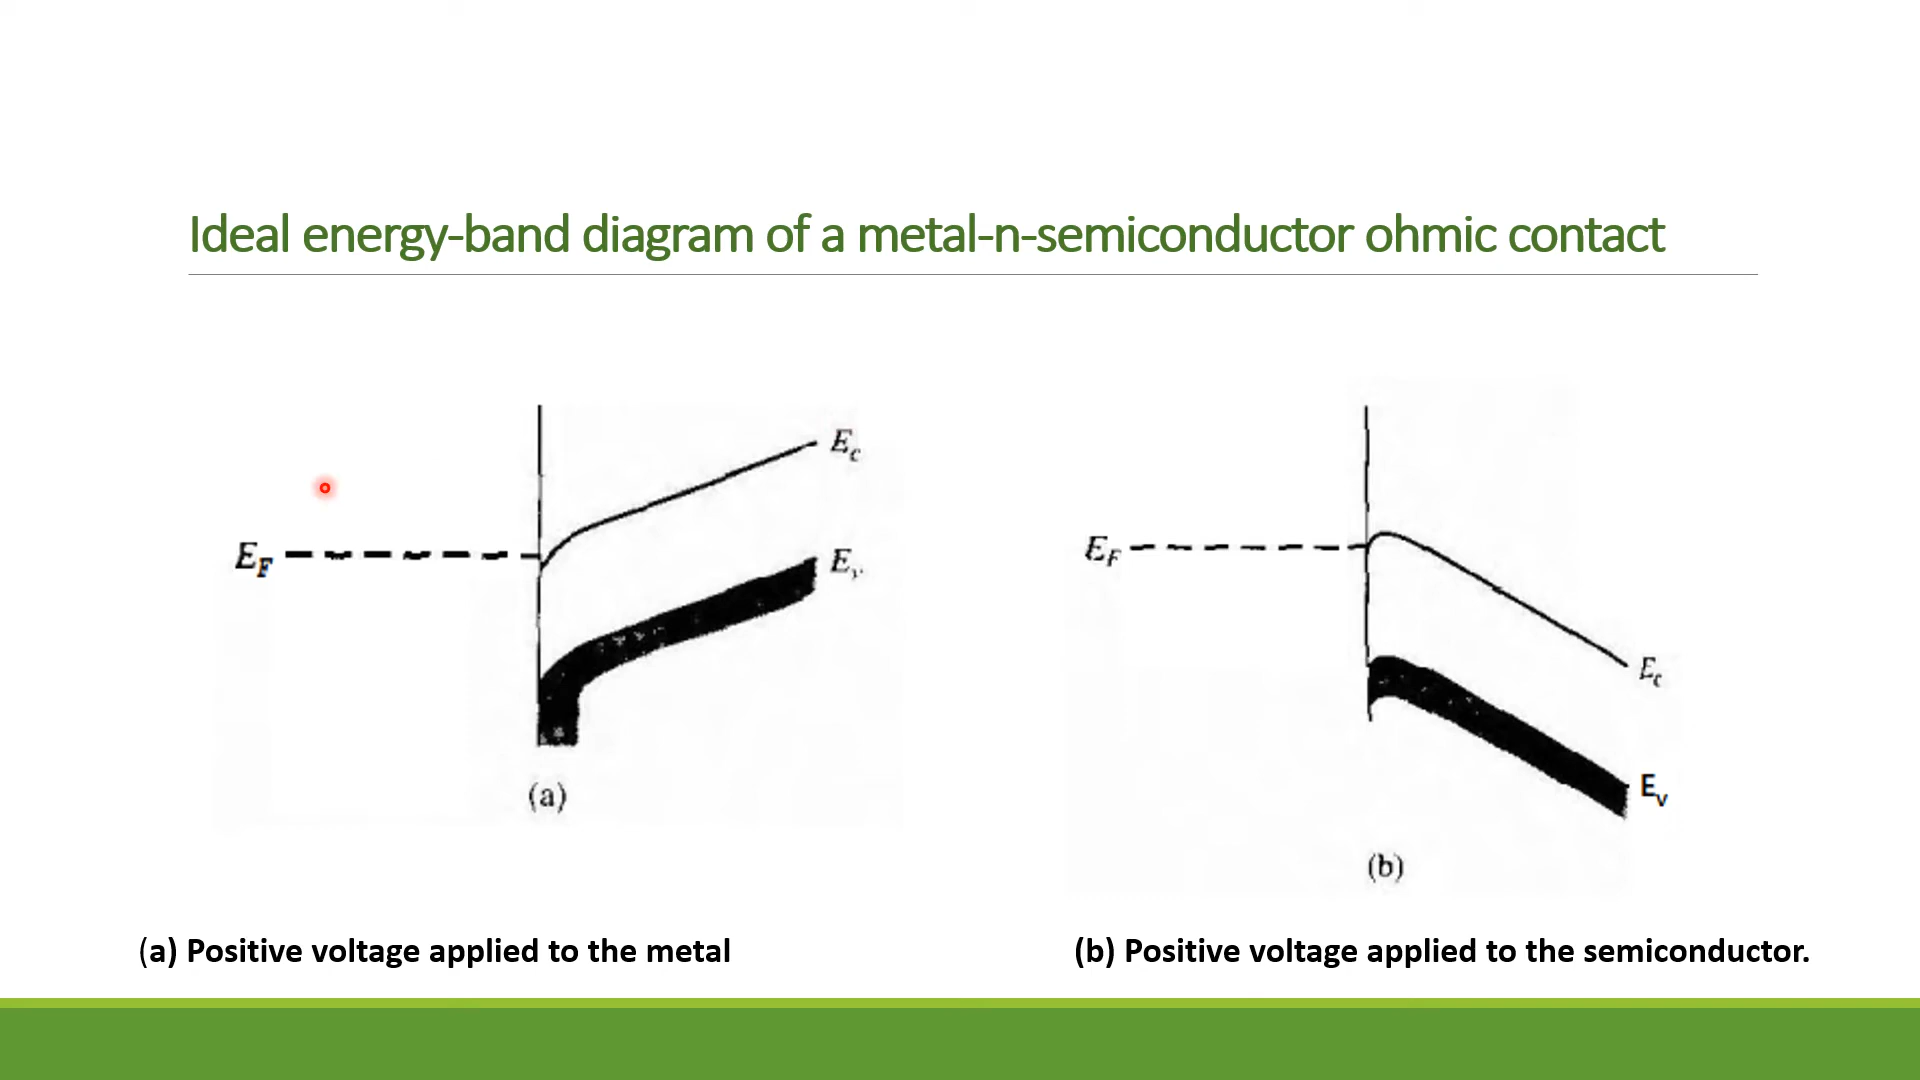 Ideal energy-band diagram of a metal-n-semiconductor ohmic contact
E_c
E_F
E_v
(a)
E_F
E_c
E_v
(b)
(a) Positive voltage applied to the metal
(b) Positive voltage applied to the semiconductor.